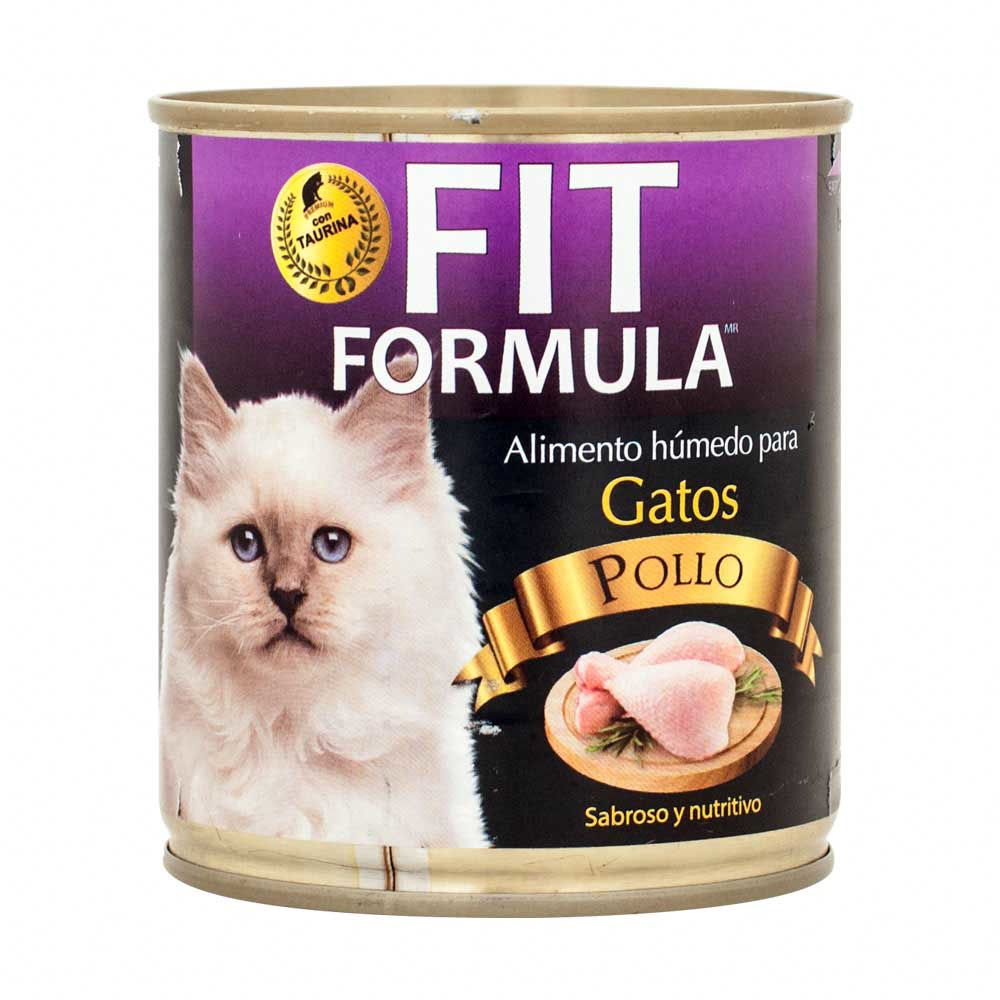 PREMIUM
con
TAURINA
FIT
FORMULA MR
Alimento húmedo para
Gatos
POLLO
Sabroso y nutritivo